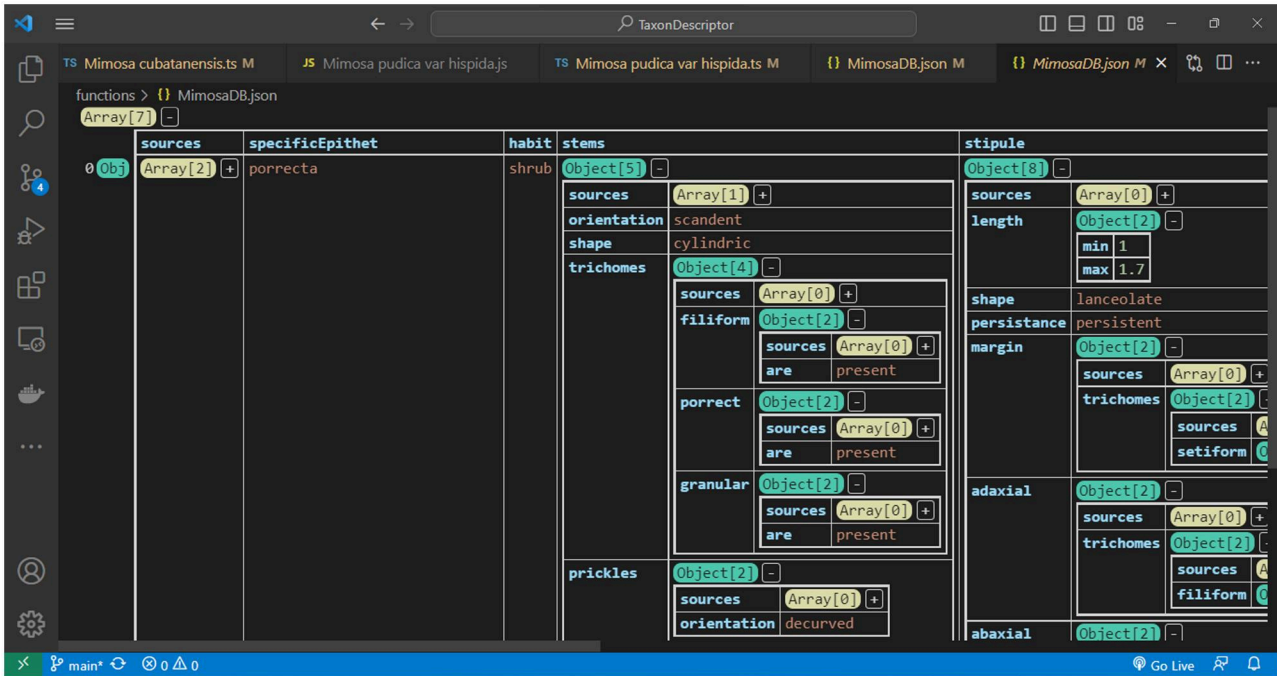 TaxonDescriptor
TS Mimosa cubatanensis.ts M JS Mimosa pudica var hispida.js TS Mimosa pudica var hispida.ts M {} MimosaDB.json M {} MimosaDB.json M
functions > {} MimosaDB.json
Array[7] -
sources specificEpithet habit stems stipule
0 Obj Array[2] + porrecta shrub Object[5] - Object[8] -
sources Array[1] + sources Array[0] +
orientation scandent length Object[2] -
shape cylindric min 1
trichomes Object[4] - max 1.7
sources Array[0] + shape lanceolate
filiform Object[2] - persistance persistent
sources Array[0] + margin Object[2] -
are present sources Array[0] +
porrect Object[2] - trichomes Object[2]
sources Array[0] + sources
are present setiform
granular Object[2] - adaxial Object[2] -
sources Array[0] + sources Array[0] +
are present trichomes Object[2]
prickles Object[2] - sources
sources Array[0] + filiform
orientation decurved abaxial Object[2] -
4
main* 0 0 Go Live